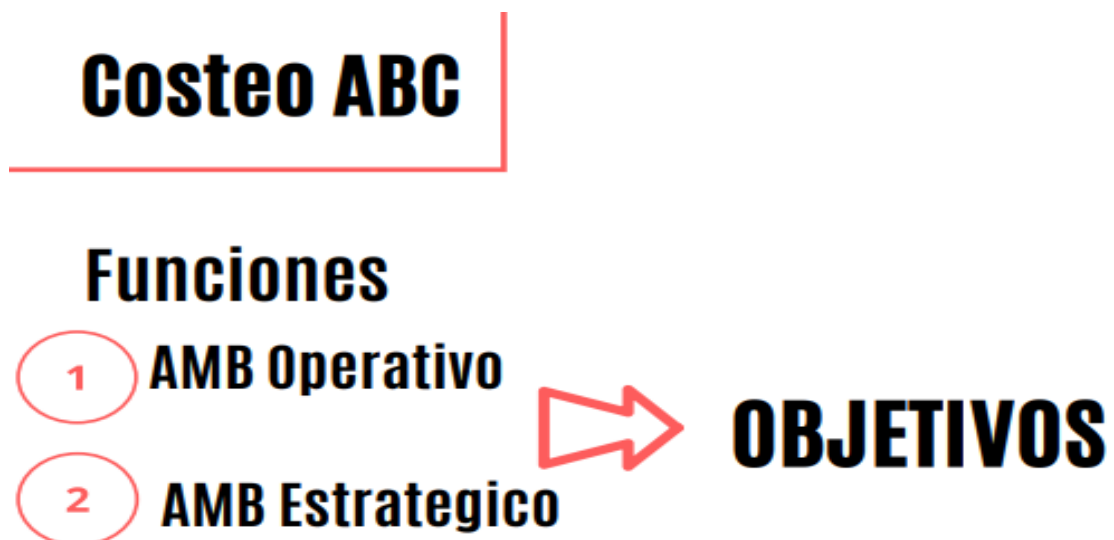 Costeo ABC
Funciones
1 AMB Operativo
OBJETIVOS
2 AMB Estrategico